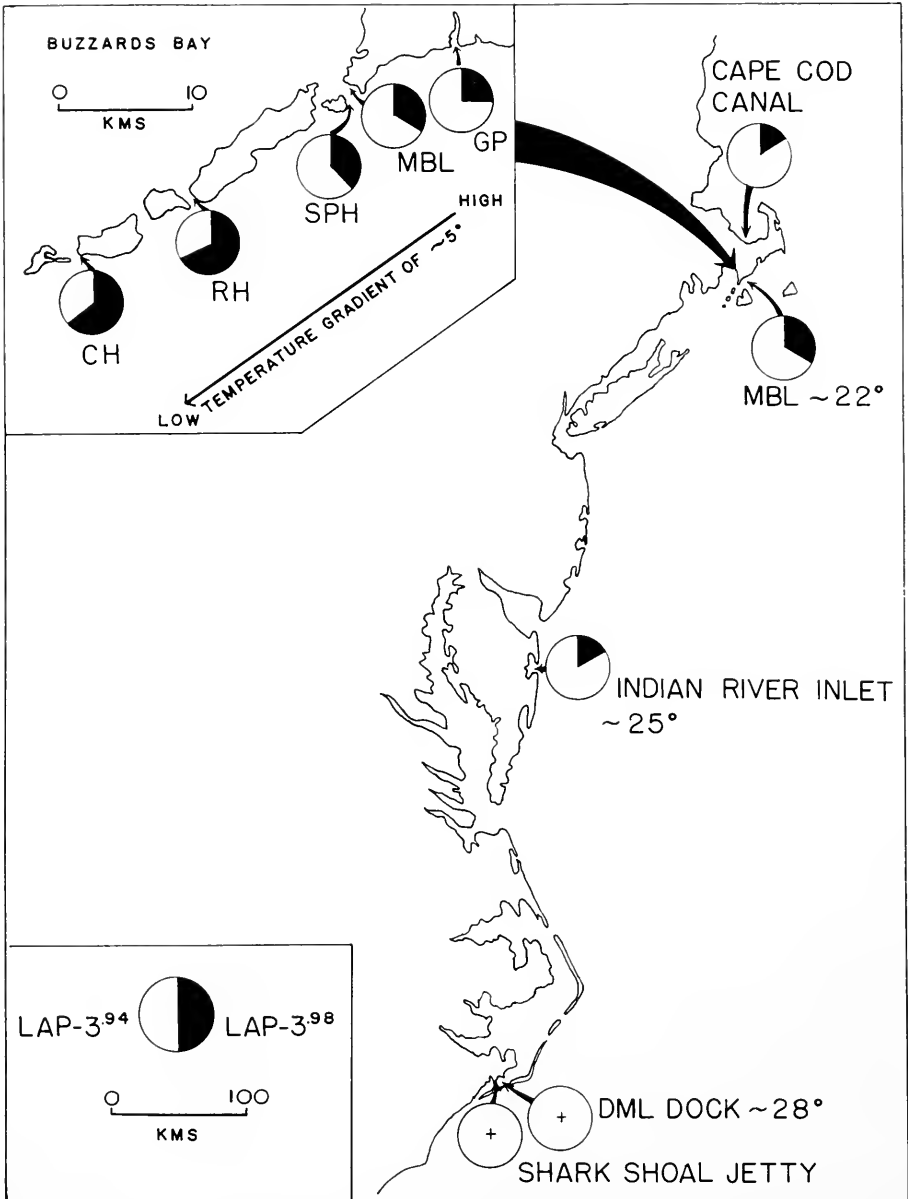 BUZZARDS BAY
0 10
KMS
GP
MBL
SPH
RH
CH
HIGH
TEMPERATURE GRADIENT OF ~5°
LOW
CAPE COD
CANAL
MBL ~22°
INDIAN RIVER INLET
~25°
LAP-3.94 LAP-3.98
0 100
KMS
DML DOCK ~28°
SHARK SHOAL JETTY